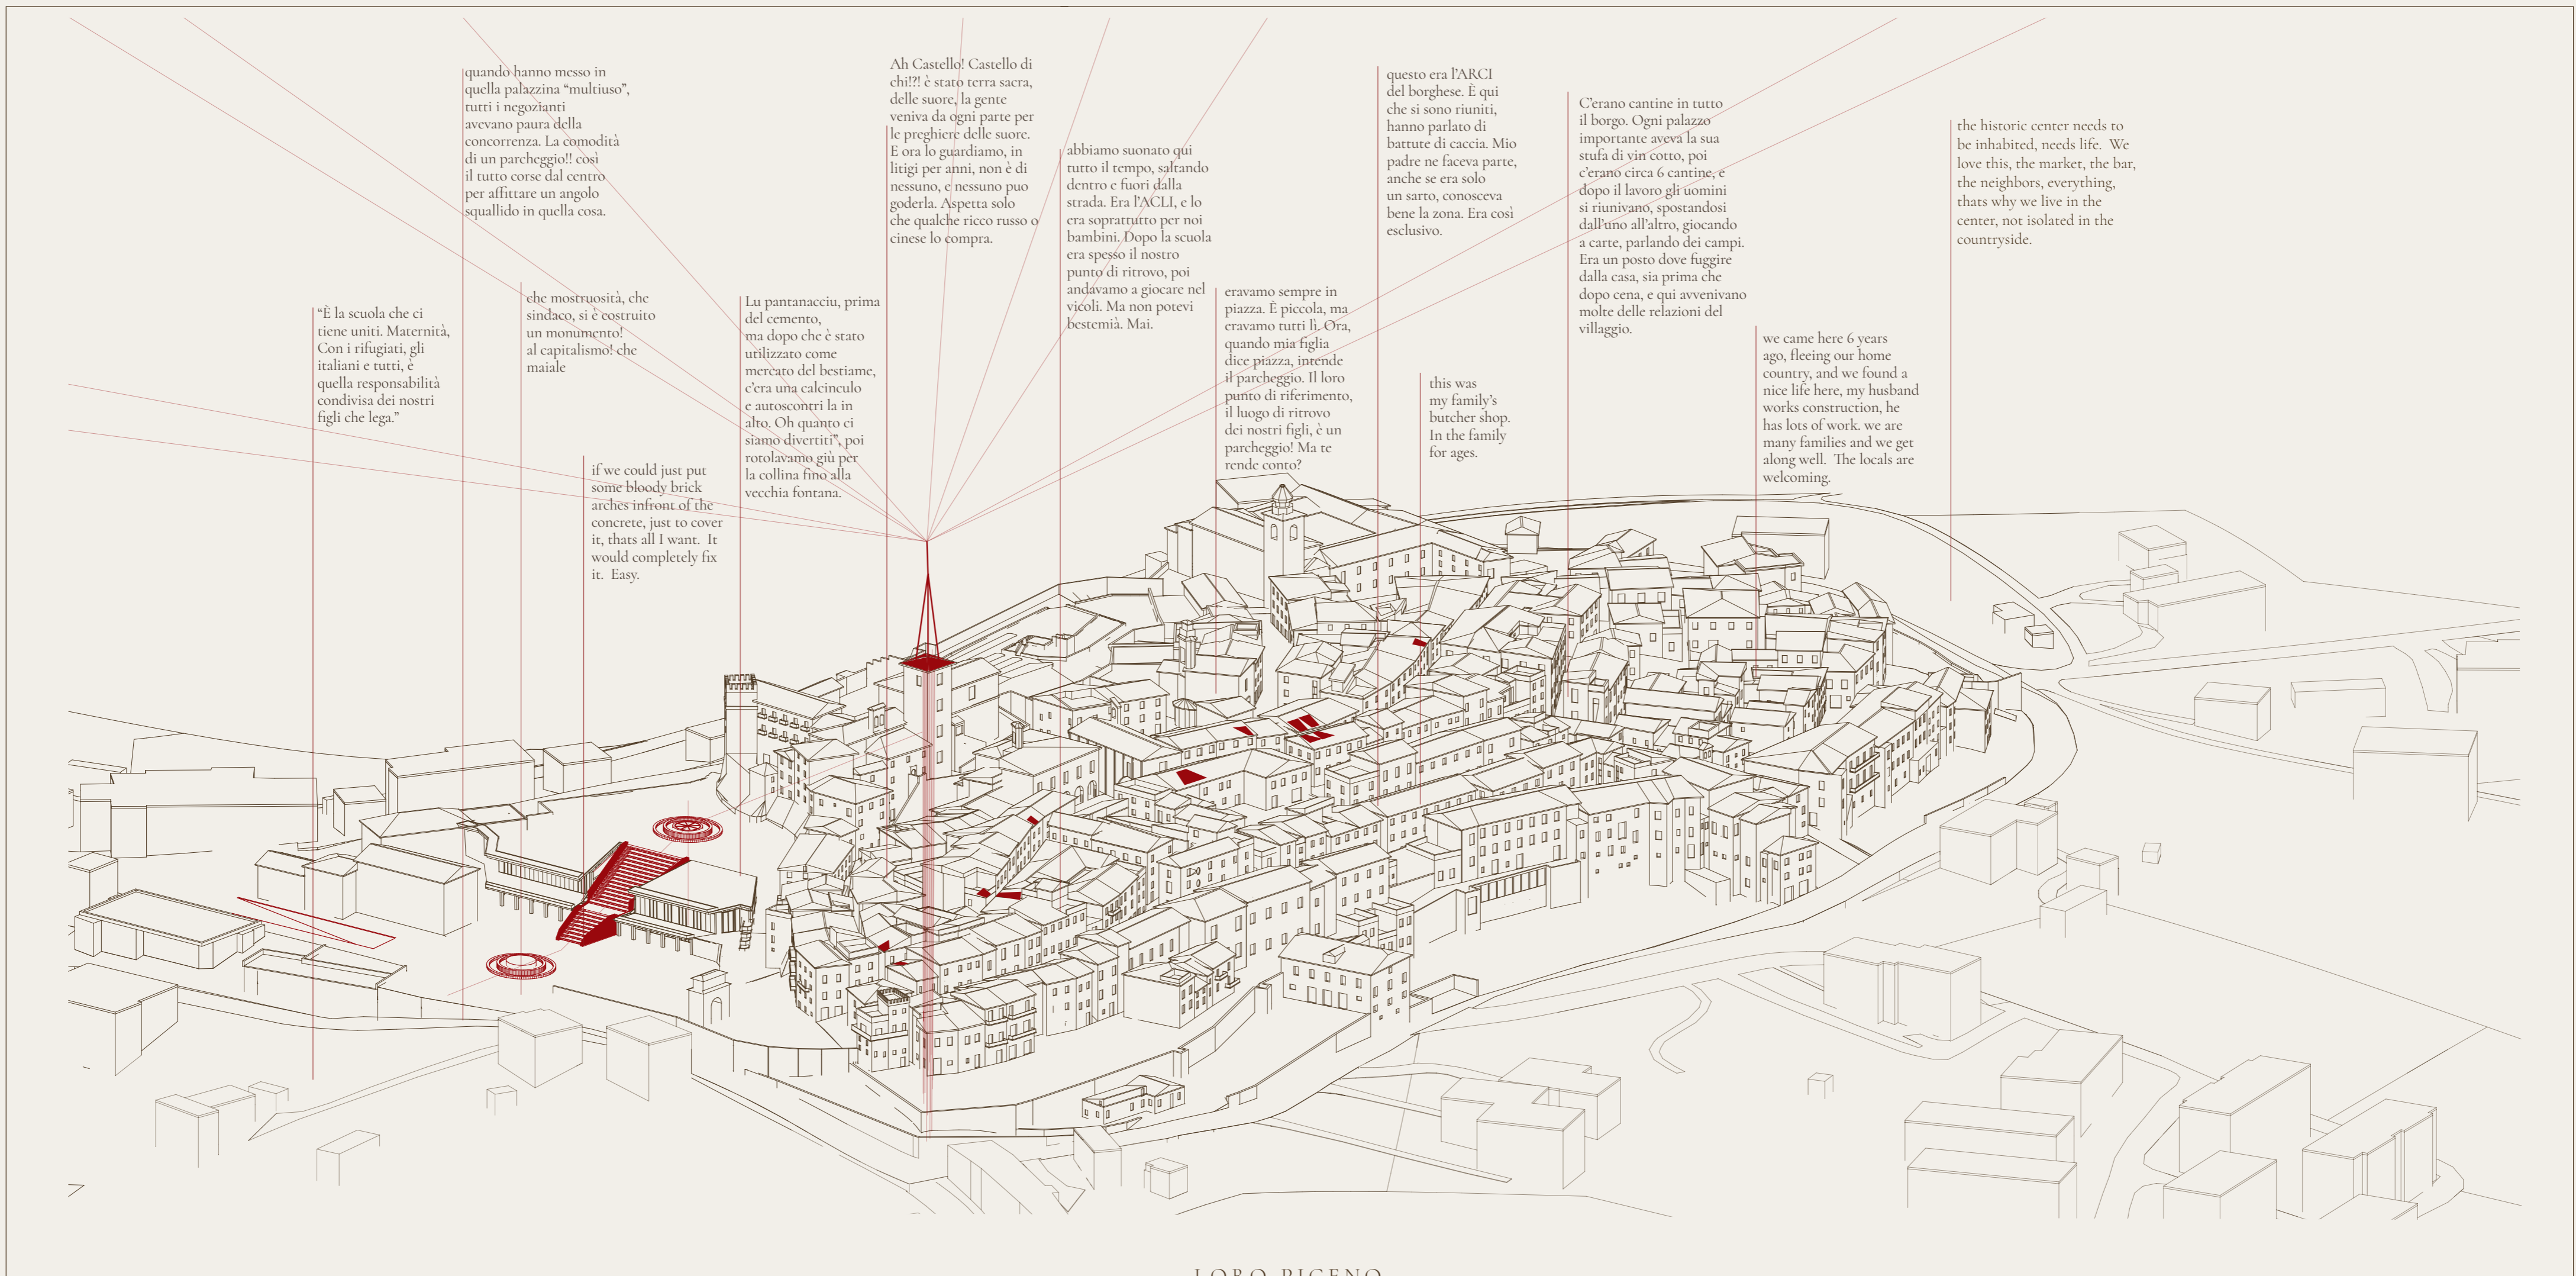 quando hanno messo in
quella palazzina “multiuso”,
tutti i negozianti
avevano paura della
concorrenza. La comodità
di un parcheggio!! così
il tutto corse dal centro
per affittare un angolo
squallido in quella cosa.
Ah Castello! Castello di
chi!?! è stato terra sacra,
delle suore, la gente
veniva da ogni parte per
le preghiere delle suore.
E ora lo guardiamo, in
litigi per anni, non è di
nessuno, e nessuno puo
goderla. Aspetta solo
che qualche ricco russo o
cinese lo compra.
abbiamo suonato qui
tutto il tempo, saltando
dentro e fuori dalla
strada. Era l’ACLI, e lo
era soprattutto per noi
bambini. Dopo la scuola
era spesso il nostro
punto di ritrovo, poi
andavamo a giocare nel
vicoli. Ma non potevi
bestemià. Mai.
questo era l’ARCI
del borghese. È qui
che si sono riuniti,
hanno parlato di
battute di caccia. Mio
padre ne faceva parte,
anche se era solo
un sarto, conosceva
bene la zona. Era così
esclusivo.
C’erano cantine in tutto
il borgo. Ogni palazzo
importante aveva la sua
stufa di vin cotto, poi
c’erano circa 6 cantine, e
dopo il lavoro gli uomini
si riunivano, spostandosi
dall’uno all’altro, giocando
a carte, parlando dei campi.
Era un posto dove fuggire
dalla casa, sia prima che
dopo cena, e qui avvenivano
molte delle relazioni del
villaggio.
the historic center needs to
be inhabited, needs life.  We
love this, the market, the bar,
the neighbors, everything,
thats why we live in the
center, not isolated in the
countryside.
“È la scuola che ci
tiene uniti. Maternità,
Con i rifugiati, gli
italiani e tutti, è
quella responsabilità
condivisa dei nostri
figli che lega.”
che mostruosità, che
sindaco, si è costruito
un monumento!
al capitalismo! che
maiale
if we could just put
some bloody brick
arches infront of the
concrete, just to cover
it, thats all I want.  It
would completely fix
it.  Easy.
Lu pantanacciu, prima
del cemento,
ma dopo che è stato
utilizzato come
mercato del bestiame,
c’era una calcinculo
e autoscontri la in
alto. Oh quanto ci
siamo divertiti”, poi
rotolavamo giù per
la collina fino alla
vecchia fontana.
eravamo sempre in
piazza. È piccola, ma
eravamo tutti lì. Ora,
quando mia figlia
dice piazza, intende
il parcheggio. Il loro
punto di riferimento,
il luogo di ritrovo
dei nostri figli, è un
parcheggio! Ma te
rende conto?
this was
my family’s
butcher shop.
In the family
for ages.
we came here 6 years
ago, fleeing our home
country, and we found a
nice life here, my husband
works construction, he
has lots of work. we are
many families and we get
along well.  The locals are
welcoming.
LORO PICENO